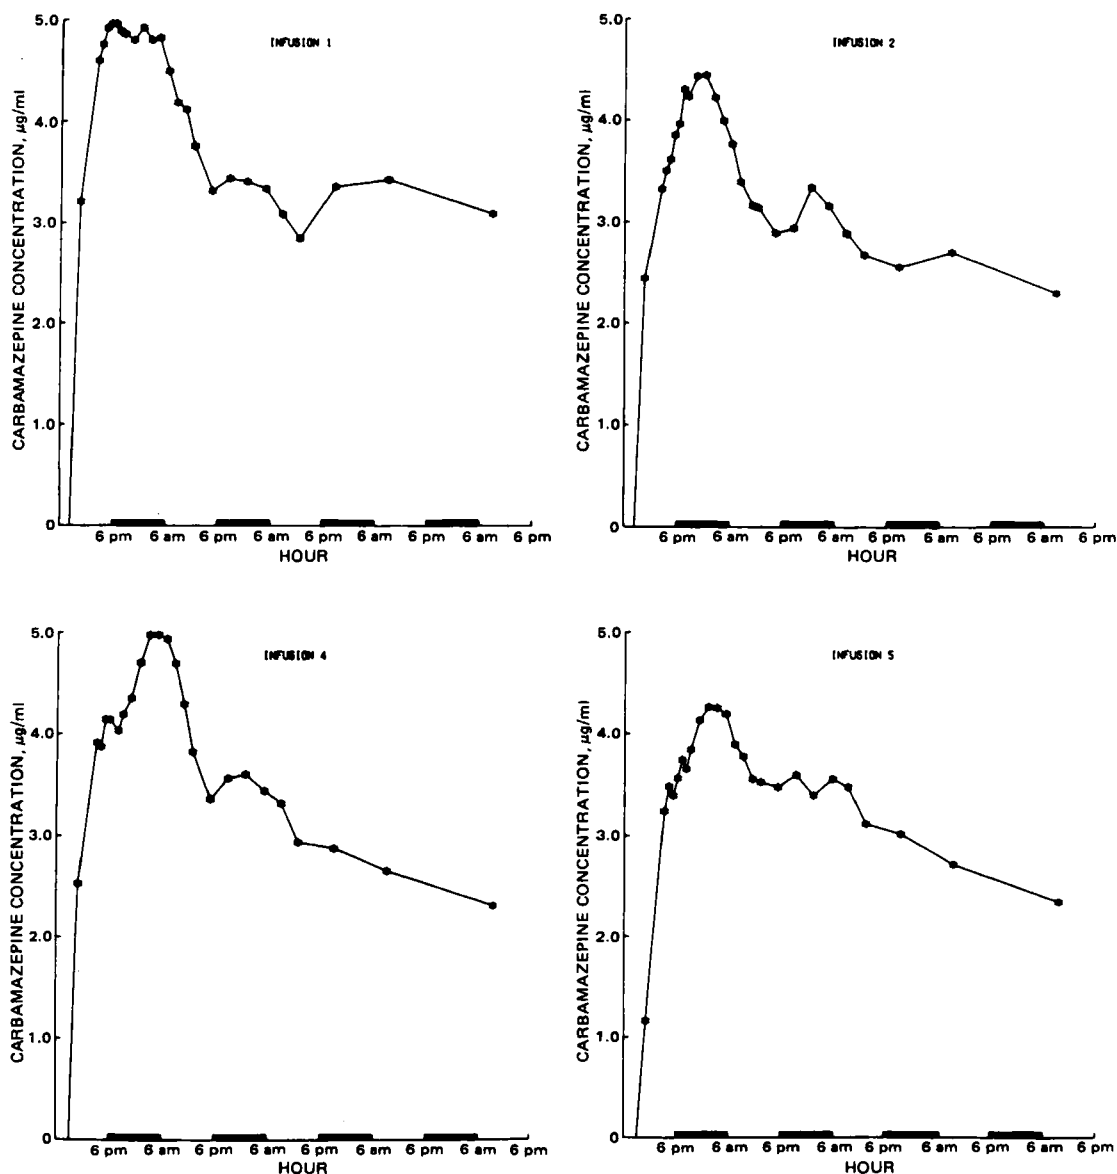 INFUSION 1
CARBAMAZEPINE CONCENTRATION, µg/ml
5.0
4.0
3.0
2.0
1.0
0
6 pm 6 am 6 pm 6 am 6 pm 6 am 6 pm 6 am 6 pm
HOUR
INFUSION 2
CARBAMAZEPINE CONCENTRATION, µg/ml
5.0
4.0
3.0
2.0
1.0
0
6 pm 6 am 6 pm 6 am 6 pm 6 am 6 pm 6 am 6 pm
HOUR
INFUSION 4
CARBAMAZEPINE CONCENTRATION, µg/ml
5.0
4.0
3.0
2.0
1.0
0
6 pm 6 am 6 pm 6 am 6 pm 6 am 6 pm 6 am 6 pm
HOUR
INFUSION 5
CARBAMAZEPINE CONCENTRATION, µg/ml
5.0
4.0
3.0
2.0
1.0
0
6 pm 6 am 6 pm 6 am 6 pm 6 am 6 pm 6 am 6 pm
HOUR